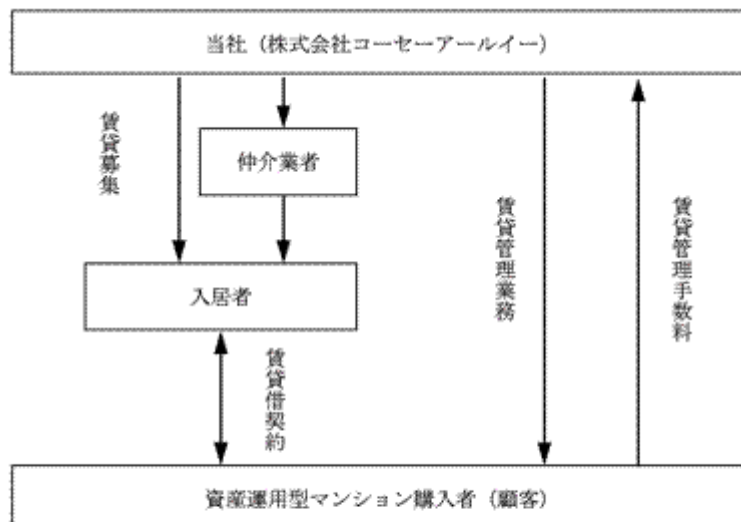 当社（株式会社コーセーアールイー）
賃貸募集
仲介業者
入居者
賃貸管理業務
賃貸管理手数料
賃貸借契約
資産運用型マンション購入者（顧客）